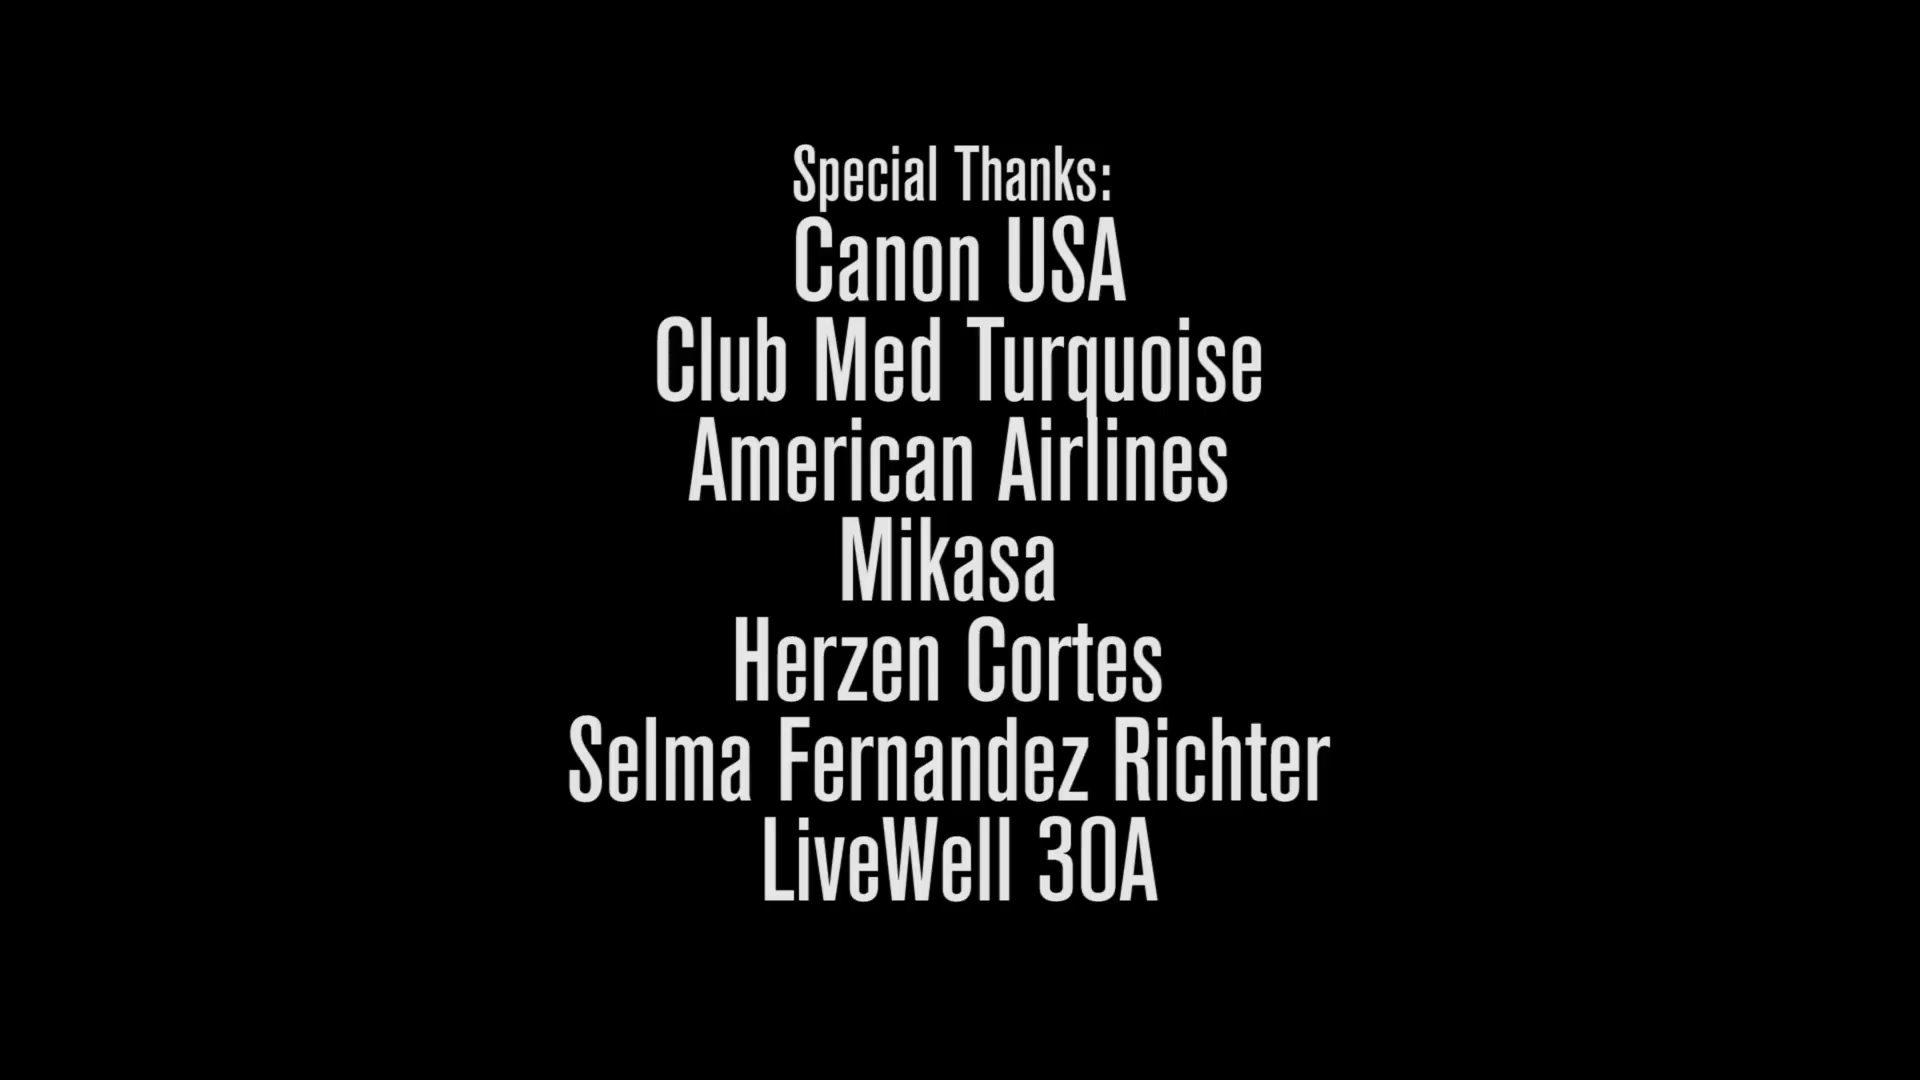 Special Thanks:
Canon USA
Club Med Turquoise
American Airlines
Mikasa
Herzen Cortes
Selma Fernandez Richter
LiveWell 30A